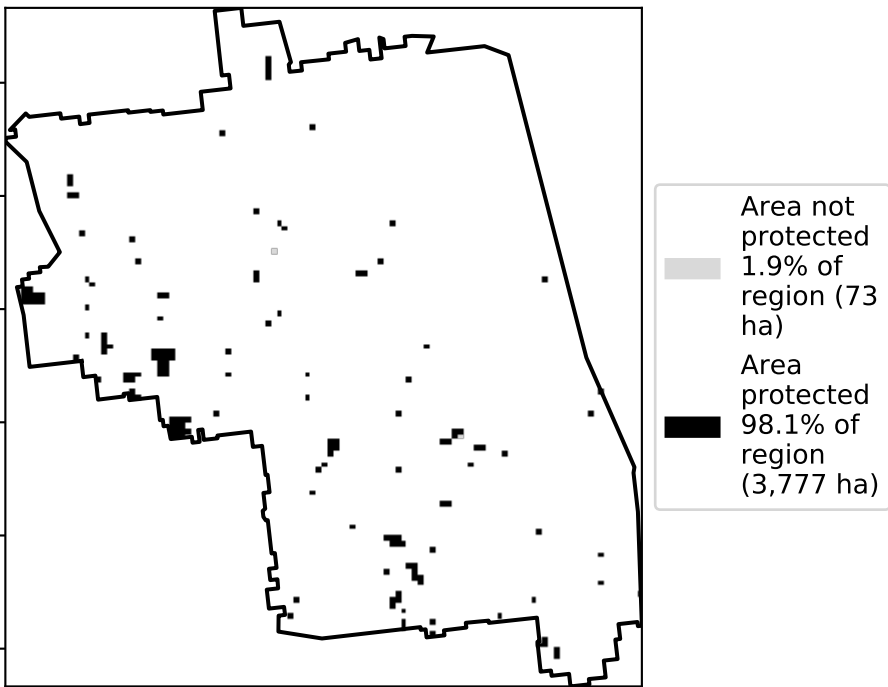 Area not
protected
1.9% of
region (73
ha)
Area
protected
98.1% of
region
(3,777 ha)